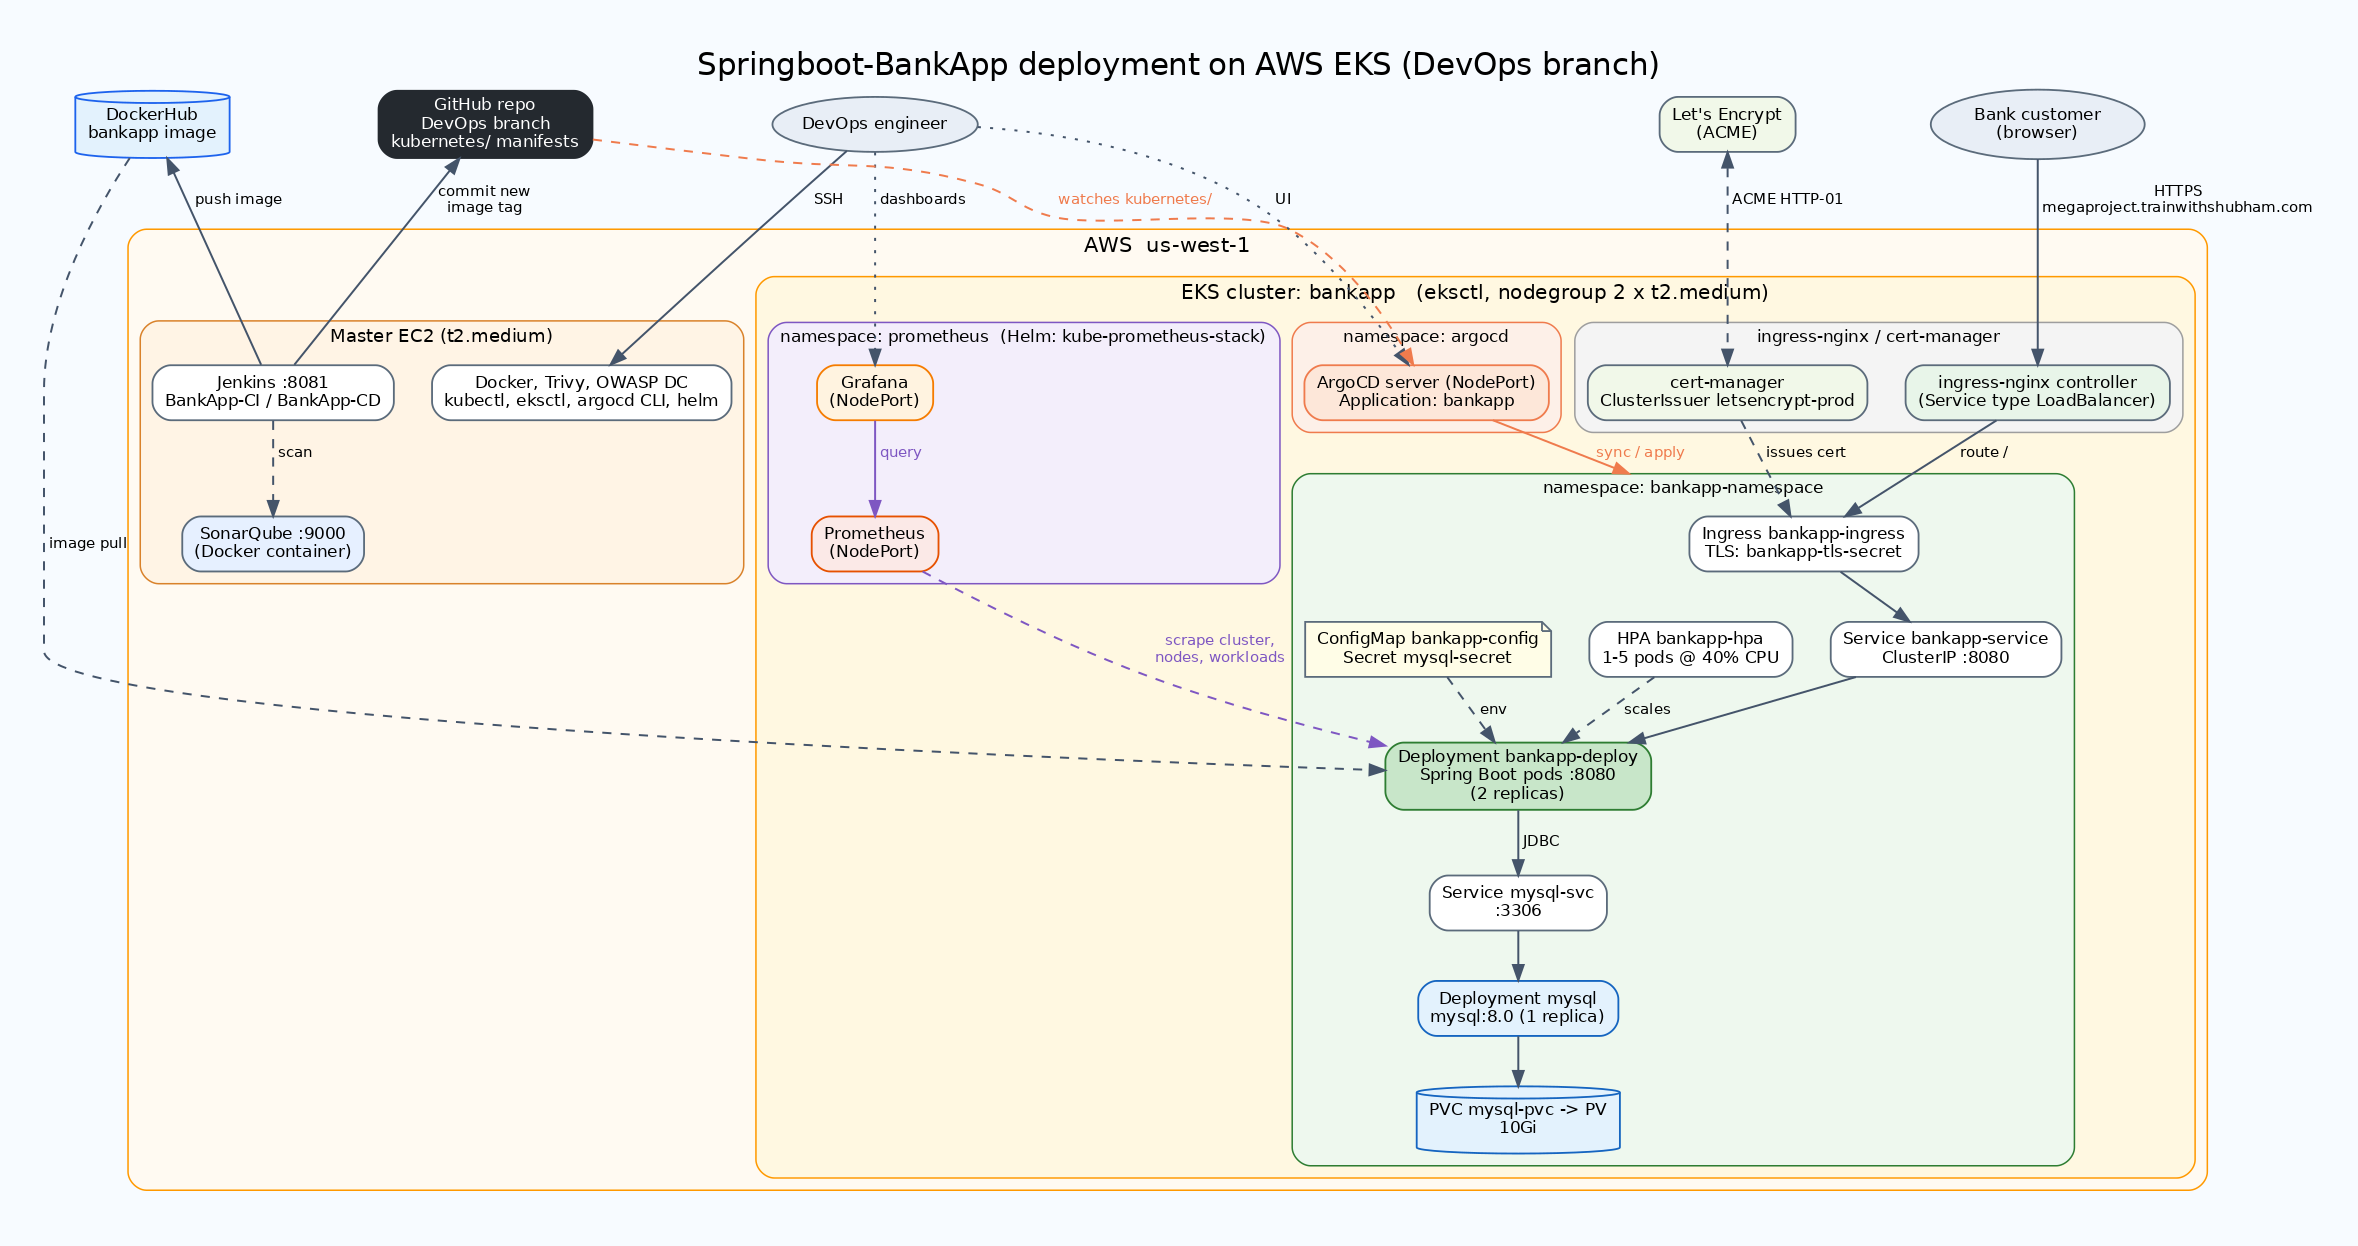 Springboot-BankApp deployment on AWS EKS (DevOps branch)
DockerHub
bankapp image
GitHub repo
DevOps branch
kubernetes/ manifests
DevOps engineer
Let's Encrypt
(ACME)
Bank customer
(browser)
push image
commit new
image tag
SSH
dashboards
watches kubernetes/
UI
ACME HTTP-01
HTTPS
megaproject.trainwithshubham.com
AWS  us-west-1
EKS cluster: bankapp   (eksctl, nodegroup 2 x t2.medium)
Master EC2 (t2.medium)
namespace: prometheus  (Helm: kube-prometheus-stack)
namespace: argocd
ingress-nginx / cert-manager
Jenkins :8081
BankApp-CI / BankApp-CD
Docker, Trivy, OWASP DC
kubectl, eksctl, argocd CLI, helm
Grafana
(NodePort)
ArgoCD server (NodePort)
Application: bankapp
cert-manager
ClusterIssuer letsencrypt-prod
ingress-nginx controller
(Service type LoadBalancer)
scan
query
sync / apply
issues cert
route /
namespace: bankapp-namespace
image pull
SonarQube :9000
(Docker container)
Prometheus
(NodePort)
Ingress bankapp-ingress
TLS: bankapp-tls-secret
scrape cluster,
nodes, workloads
ConfigMap bankapp-config
Secret mysql-secret
HPA bankapp-hpa
1-5 pods @ 40% CPU
Service bankapp-service
ClusterIP :8080
env
scales
Deployment bankapp-deploy
Spring Boot pods :8080
(2 replicas)
JDBC
Service mysql-svc
:3306
Deployment mysql
mysql:8.0 (1 replica)
PVC mysql-pvc -> PV
10Gi